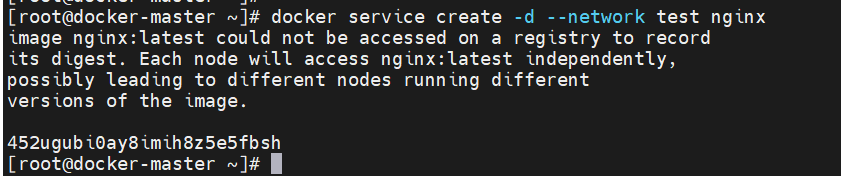 [root@docker-master ~]# docker service create -d --network test nginx
image nginx:latest could not be accessed on a registry to record
its digest. Each node will access nginx:latest independently,
possibly leading to different nodes running different
versions of the image.
452ugubi0ay8imih8z5e5fbsh
[root@docker-master ~]#